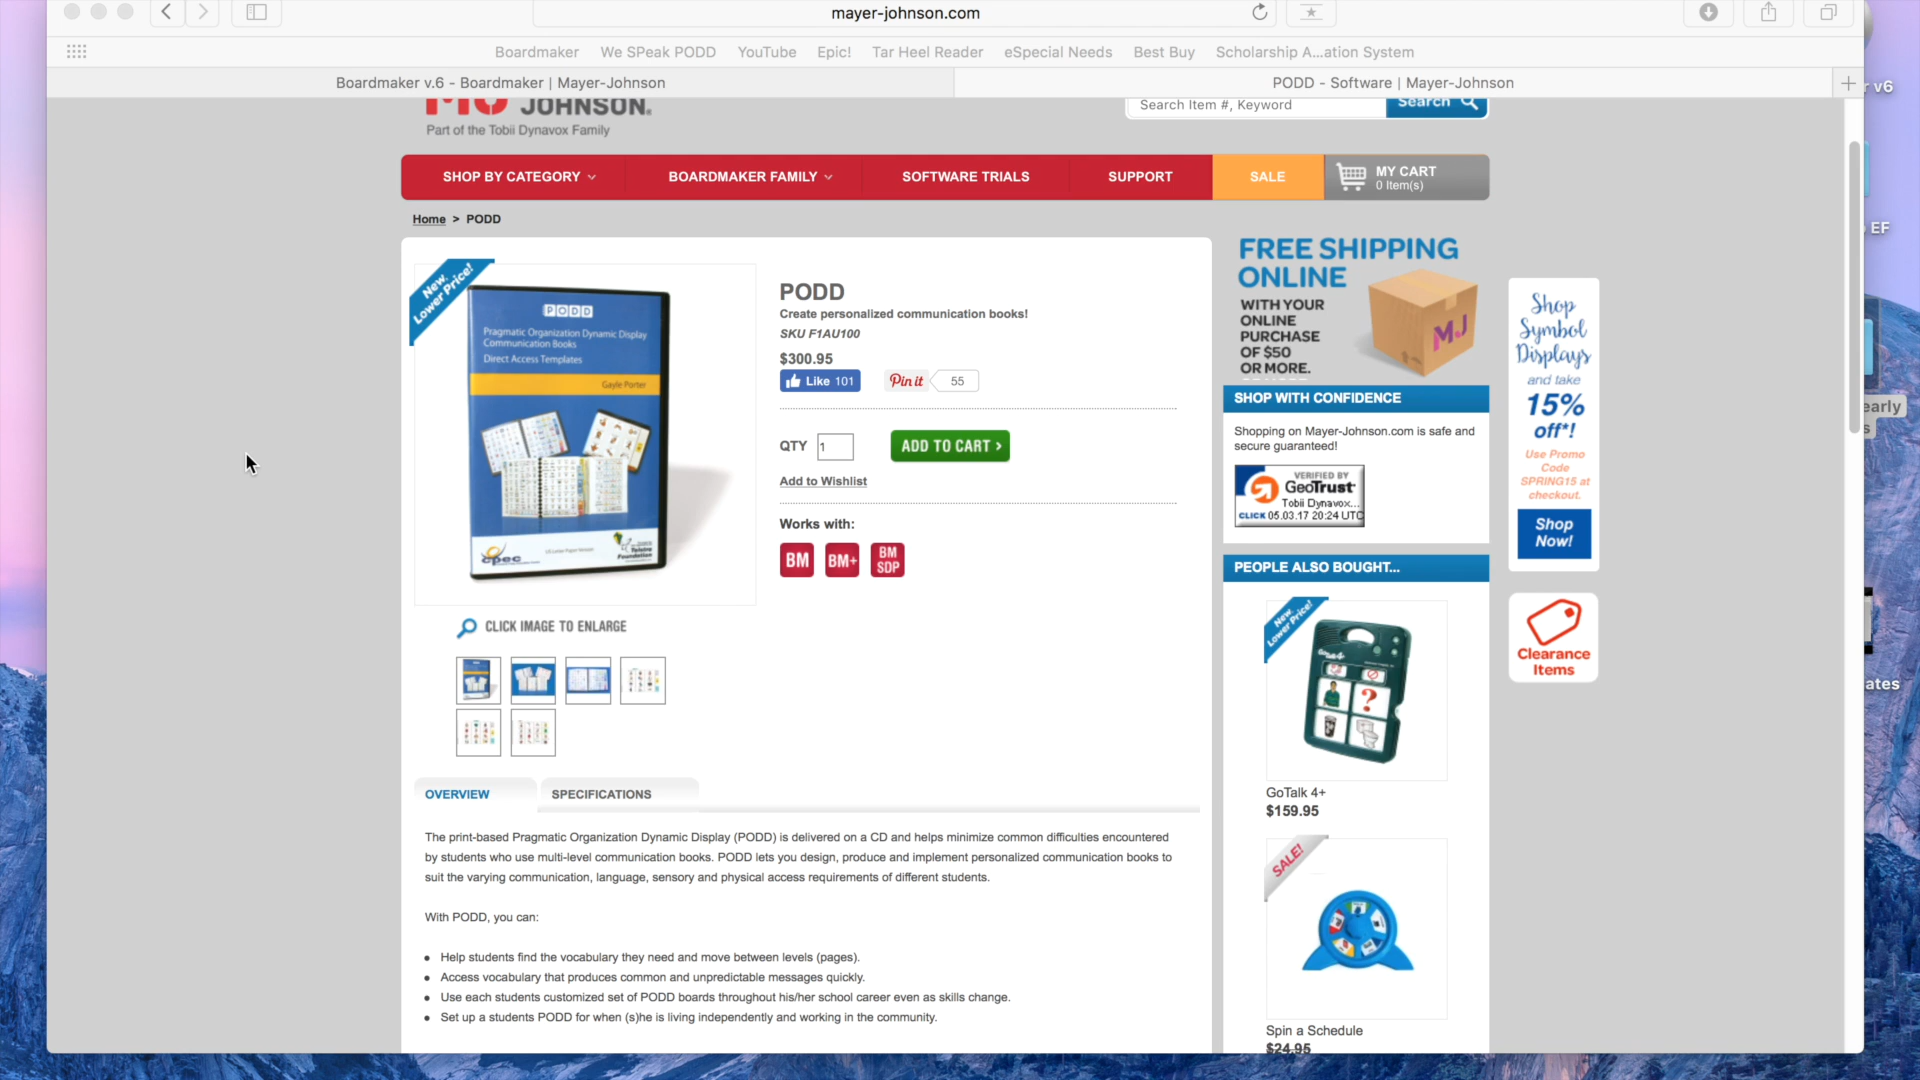 mayer-johnson.com
Boardmaker We SPeak PODD YouTube Epic! Tar Heel Reader eSpecial Needs Best Buy Scholarship A...ation System
Boardmaker v.6 - Boardmaker | Mayer-Johnson
PODD - Software | Mayer-Johnson
r v6
JOHNSON.
Part of the Tobii Dynavox Family
Search Item #, Keyword
Search
SHOP BY CATEGORY
BOARDMAKER FAMILY
SOFTWARE TRIALS
SUPPORT
SALE
MY CART
0 Item(s)
Home > PODD
EF
New Lower Price!
PODD
Pragmatic Organization Dynamic Display
Communication Books
Direct Access Templates
Gayle Porter
cpec
US Letter Paper Version
Telstra
Foundation
PODD
Create personalized communication books!
SKU F1AU100
$300.95
Like 101
Pin it
55
QTY 1
ADD TO CART ›
Add to Wishlist
Works with:
BM
BM+
BM
SDP
CLICK IMAGE TO ENLARGE
OVERVIEW
SPECIFICATIONS
The print-based Pragmatic Organization Dynamic Display (PODD) is delivered on a CD and helps minimize common difficulties encountered
by students who use multi-level communication books. PODD lets you design, produce and implement personalized communication books to
suit the varying communication, language, sensory and physical access requirements of different students.
With PODD, you can:
• Help students find the vocabulary they need and move between levels (pages).
• Access vocabulary that produces common and unpredictable messages quickly.
• Use each students customized set of PODD boards throughout his/her school career even as skills change.
• Set up a students PODD for when (s)he is living independently and working in the community.
FREE SHIPPING
ONLINE
WITH YOUR
ONLINE
PURCHASE
OF $50
OR MORE.
MJ
SHOP WITH CONFIDENCE
Shopping on Mayer-Johnson.com is safe and
secure guaranteed!
VERIFIED BY
GeoTrust
Tobii Dynavox...
CLICK 05.03.17 20:24 UTC
PEOPLE ALSO BOUGHT...
New Lower Price!
GoTalk 4+
$159.95
SALE!
Spin a Schedule
$24.95
Shop
Symbol
Displays
and take
15%
off*!
Use Promo
Code
SPRING15 at
checkout.
Shop
Now!
Clearance
Items
early
s
ates